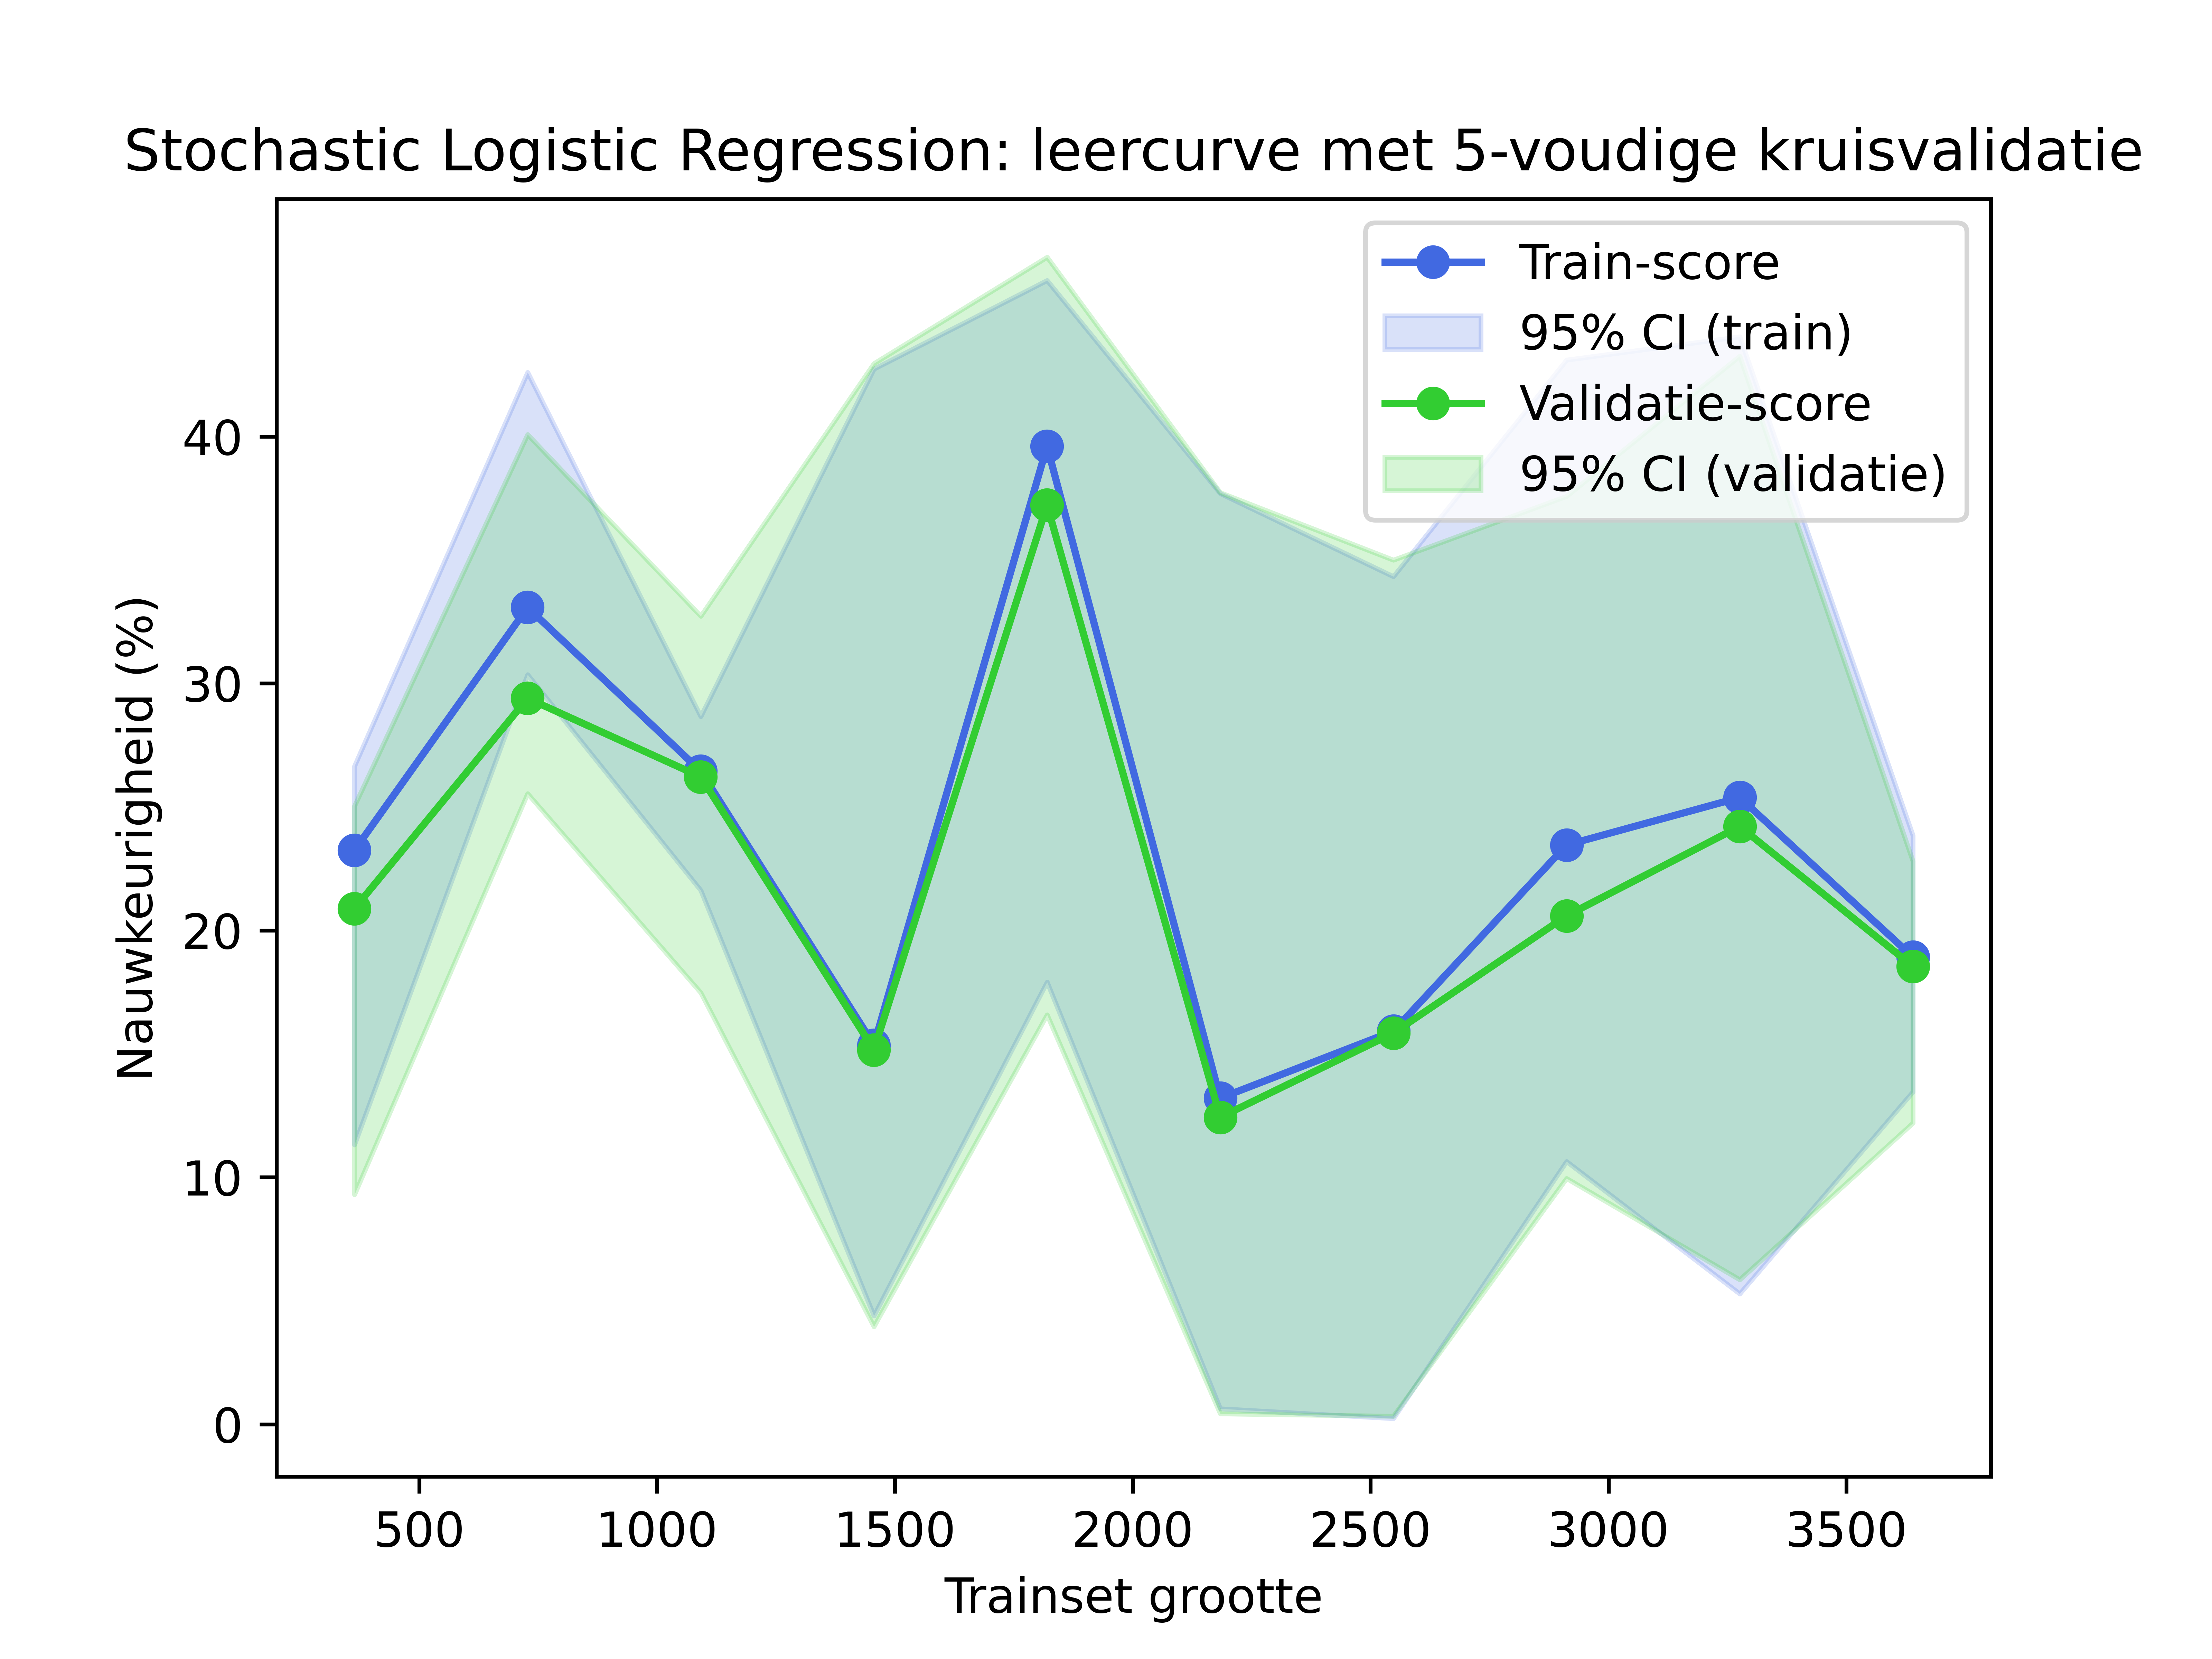 Stochastic Logistic Regression: leercurve met 5-voudige kruisvalidatie
Train-score
95% CI (train)
Validatie-score
95% CI (validatie)
Nauwkeurigheid (%)
40
30
20
10
0
500 1000 1500 2000 2500 3000 3500
Trainset grootte